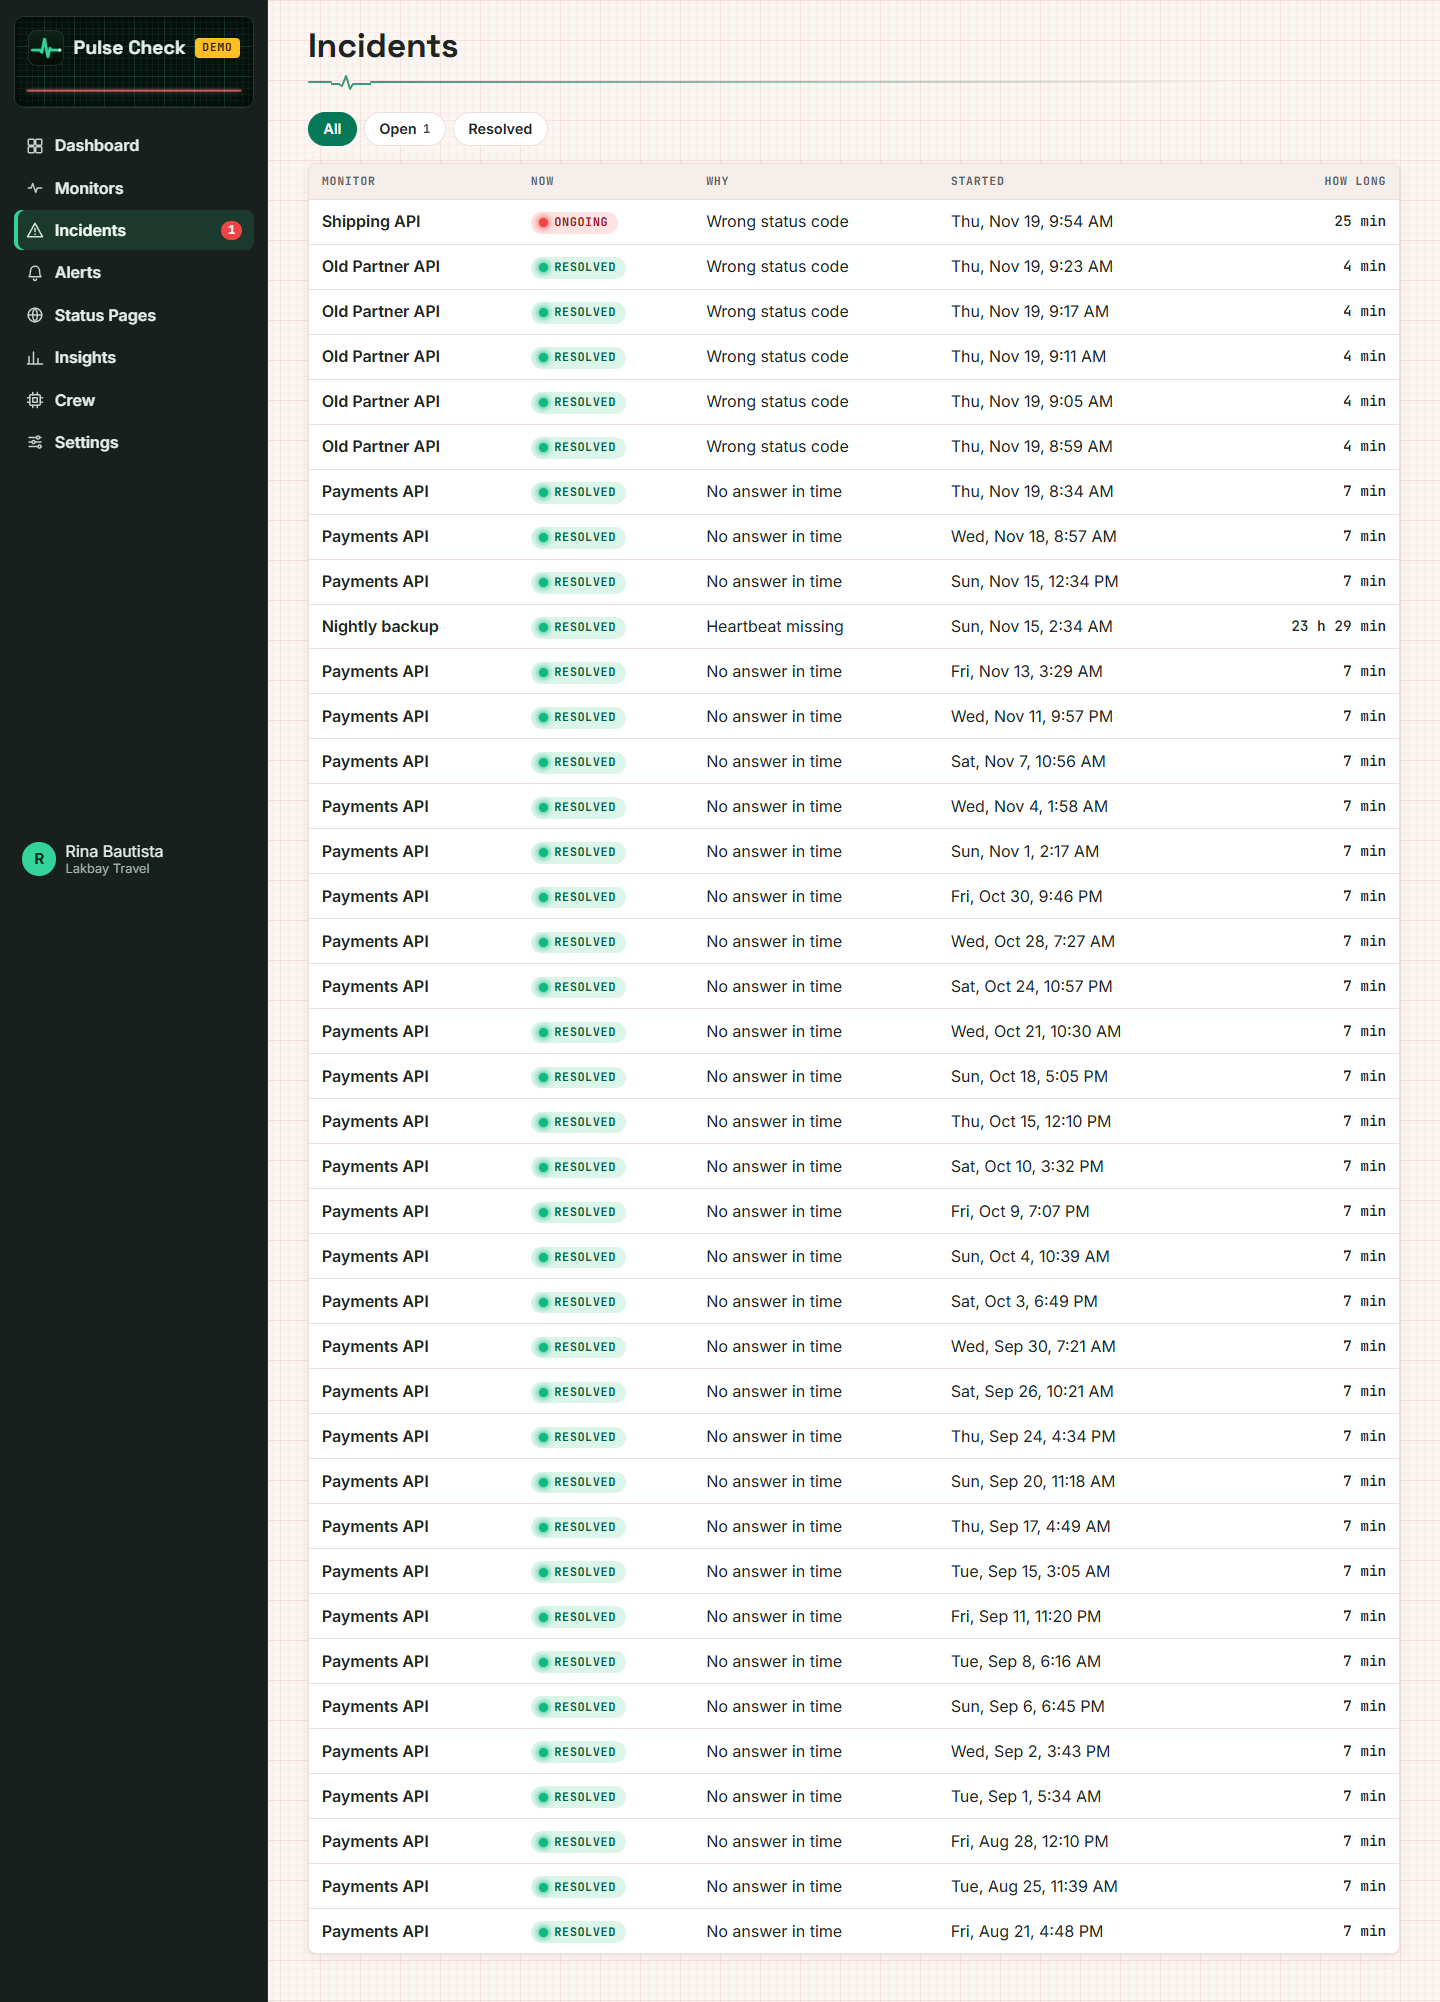 Pulse Check DEMO
Dashboard
Monitors
Incidents 1
Alerts
Status Pages
Insights
Crew
Settings
R Rina Bautista
Lakbay Travel
Incidents
All Open 1 Resolved
MONITOR NOW WHY STARTED HOW LONG
Shipping API ONGOING Wrong status code Thu, Nov 19, 9:54 AM 25 min
Old Partner API RESOLVED Wrong status code Thu, Nov 19, 9:23 AM 4 min
Old Partner API RESOLVED Wrong status code Thu, Nov 19, 9:17 AM 4 min
Old Partner API RESOLVED Wrong status code Thu, Nov 19, 9:11 AM 4 min
Old Partner API RESOLVED Wrong status code Thu, Nov 19, 9:05 AM 4 min
Old Partner API RESOLVED Wrong status code Thu, Nov 19, 8:59 AM 4 min
Payments API RESOLVED No answer in time Thu, Nov 19, 8:34 AM 7 min
Payments API RESOLVED No answer in time Wed, Nov 18, 8:57 AM 7 min
Payments API RESOLVED No answer in time Sun, Nov 15, 12:34 PM 7 min
Nightly backup RESOLVED Heartbeat missing Sun, Nov 15, 2:34 AM 23 h 29 min
Payments API RESOLVED No answer in time Fri, Nov 13, 3:29 AM 7 min
Payments API RESOLVED No answer in time Wed, Nov 11, 9:57 PM 7 min
Payments API RESOLVED No answer in time Sat, Nov 7, 10:56 AM 7 min
Payments API RESOLVED No answer in time Wed, Nov 4, 1:58 AM 7 min
Payments API RESOLVED No answer in time Sun, Nov 1, 2:17 AM 7 min
Payments API RESOLVED No answer in time Fri, Oct 30, 9:46 PM 7 min
Payments API RESOLVED No answer in time Wed, Oct 28, 7:27 AM 7 min
Payments API RESOLVED No answer in time Sat, Oct 24, 10:57 PM 7 min
Payments API RESOLVED No answer in time Wed, Oct 21, 10:30 AM 7 min
Payments API RESOLVED No answer in time Sun, Oct 18, 5:05 PM 7 min
Payments API RESOLVED No answer in time Thu, Oct 15, 12:10 PM 7 min
Payments API RESOLVED No answer in time Sat, Oct 10, 3:32 PM 7 min
Payments API RESOLVED No answer in time Fri, Oct 9, 7:07 PM 7 min
Payments API RESOLVED No answer in time Sun, Oct 4, 10:39 AM 7 min
Payments API RESOLVED No answer in time Sat, Oct 3, 6:49 PM 7 min
Payments API RESOLVED No answer in time Wed, Sep 30, 7:21 AM 7 min
Payments API RESOLVED No answer in time Sat, Sep 26, 10:21 AM 7 min
Payments API RESOLVED No answer in time Thu, Sep 24, 4:34 PM 7 min
Payments API RESOLVED No answer in time Sun, Sep 20, 11:18 AM 7 min
Payments API RESOLVED No answer in time Thu, Sep 17, 4:49 AM 7 min
Payments API RESOLVED No answer in time Tue, Sep 15, 3:05 AM 7 min
Payments API RESOLVED No answer in time Fri, Sep 11, 11:20 PM 7 min
Payments API RESOLVED No answer in time Tue, Sep 8, 6:16 AM 7 min
Payments API RESOLVED No answer in time Sun, Sep 6, 6:45 PM 7 min
Payments API RESOLVED No answer in time Wed, Sep 2, 3:43 PM 7 min
Payments API RESOLVED No answer in time Tue, Sep 1, 5:34 AM 7 min
Payments API RESOLVED No answer in time Fri, Aug 28, 12:10 PM 7 min
Payments API RESOLVED No answer in time Tue, Aug 25, 11:39 AM 7 min
Payments API RESOLVED No answer in time Fri, Aug 21, 4:48 PM 7 min